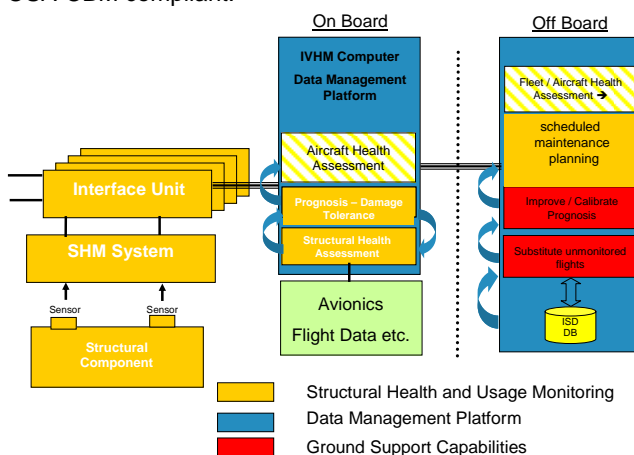 On Board
Off Board
IVHM Computer
Data Management
Platform
Fleet / Aircraft Health
Assessment ➔
Aircraft Health
Assessment
scheduled
maintenance
planning
Interface Unit
Prognosis – Damage
Tolerance
Improve / Calibrate
Prognosis
SHM System
Structural Health
Assessment
Substitute unmonitored
flights
Sensor
Sensor
Avionics
Flight Data etc.
ISD
DB
Structural
Component
Structural Health and Usage Monitoring
Data Management Platform
Ground Support Capabilities